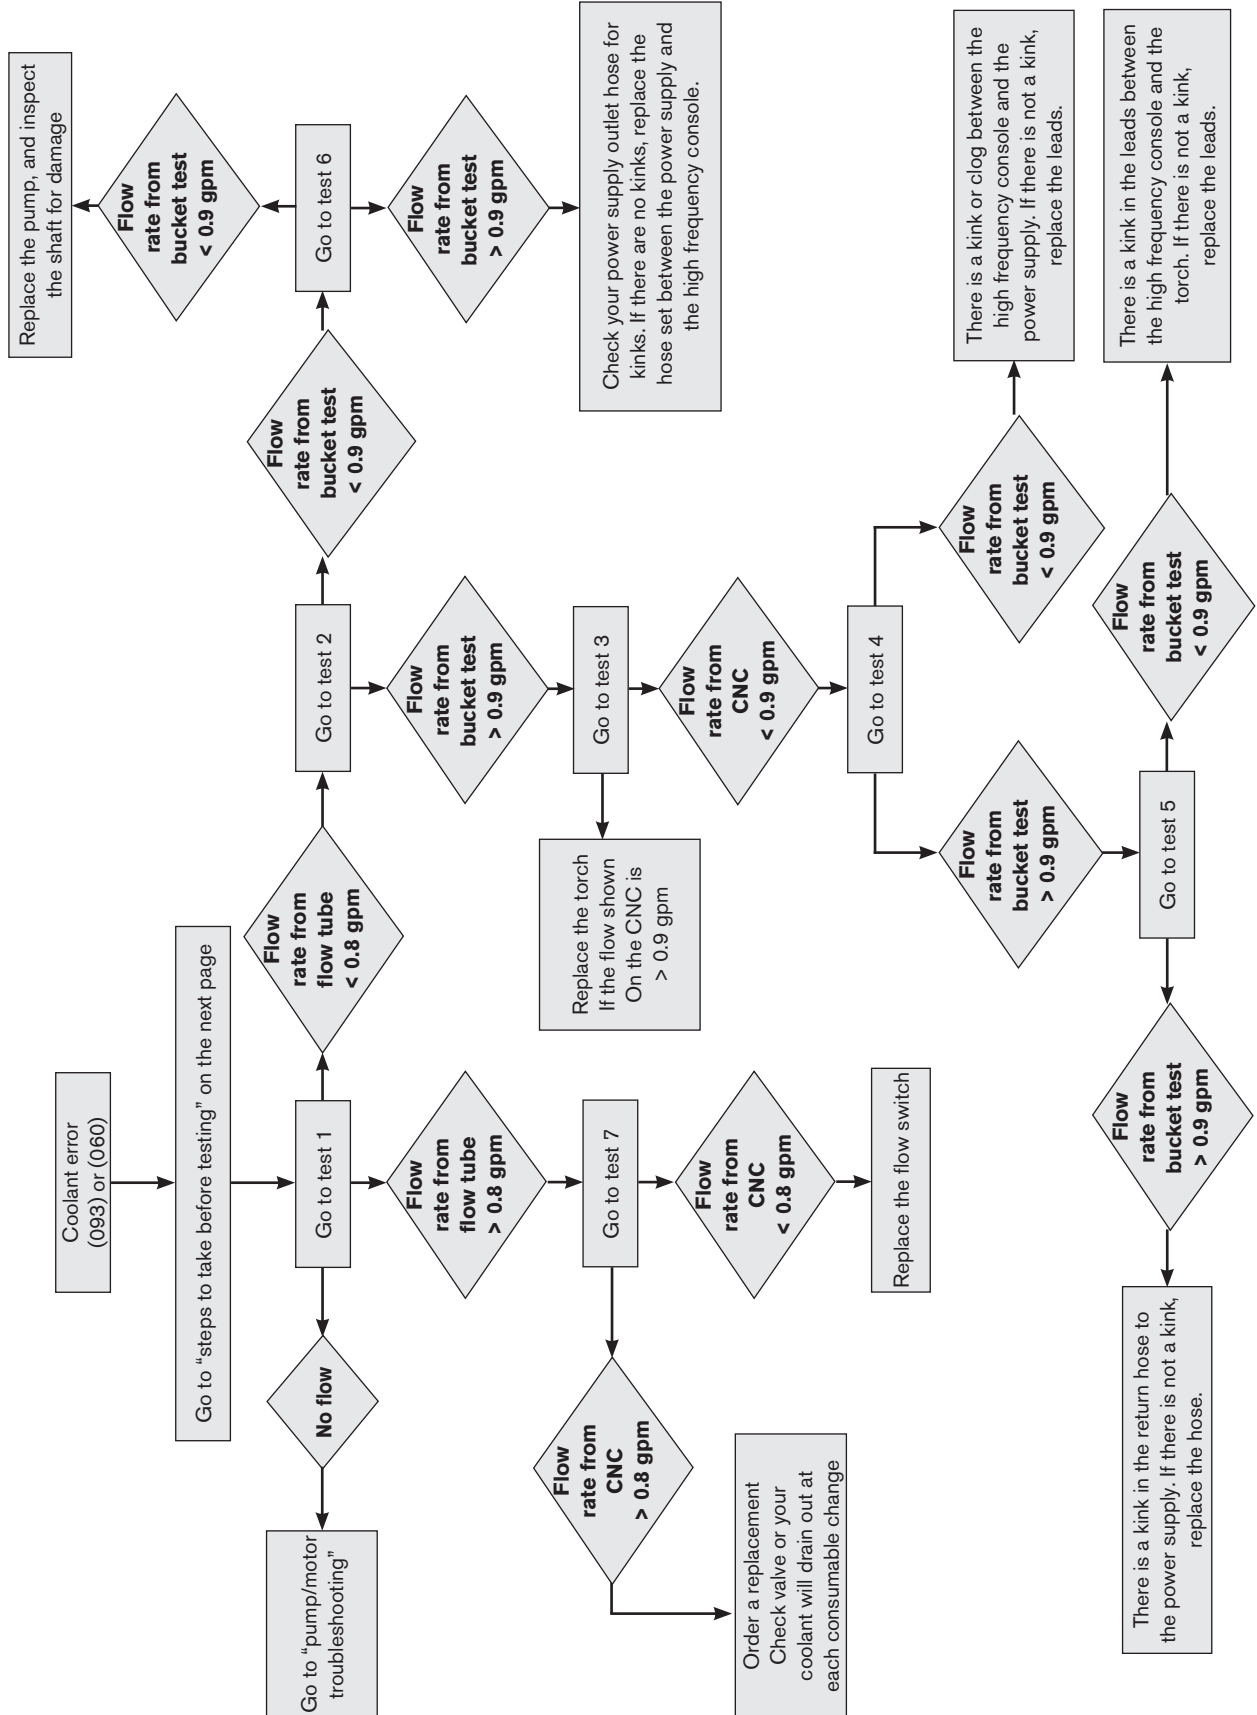 Coolant error
(093) or (060)
Go to “steps to take before testing” on the next page
Go to “pump/motor
troubleshooting”
No flow
Go to test 1
Flow
rate from
flow tube
< 0.8 gpm
Go to test 2
Flow
rate from
bucket test
< 0.9 gpm
Go to test 6
Flow
rate from
bucket test
< 0.9 gpm
Replace the pump, and inspect
the shaft for damage
Flow
rate from
bucket test
> 0.9 gpm
Check your power supply outlet hose for
kinks. If there are no kinks, replace the
hose set between the power supply and
the high frequency console.
Flow
rate from
flow tube
> 0.8 gpm
Go to test 7
Flow
rate from
CNC
> 0.8 gpm
Order a replacement
Check valve or your
coolant will drain out at
each consumable change
Flow
rate from
CNC
< 0.8 gpm
Replace the flow switch
Flow
rate from
bucket test
> 0.9 gpm
Go to test 3
Replace the torch
If the flow shown
On the CNC is
> 0.9 gpm
Flow
rate from
CNC
< 0.9 gpm
Go to test 4
Flow
rate from
bucket test
< 0.9 gpm
There is a kink or clog between the
high frequency console and the
power supply. If there is not a kink,
replace the leads.
Flow
rate from
bucket test
> 0.9 gpm
Go to test 5
Flow
rate from
bucket test
< 0.9 gpm
There is a kink in the leads between
the high frequency console and the
torch. If there is not a kink,
replace the leads.
Flow
rate from
bucket test
> 0.9 gpm
There is a kink in the return hose to
the power supply. If there is not a kink,
replace the hose.